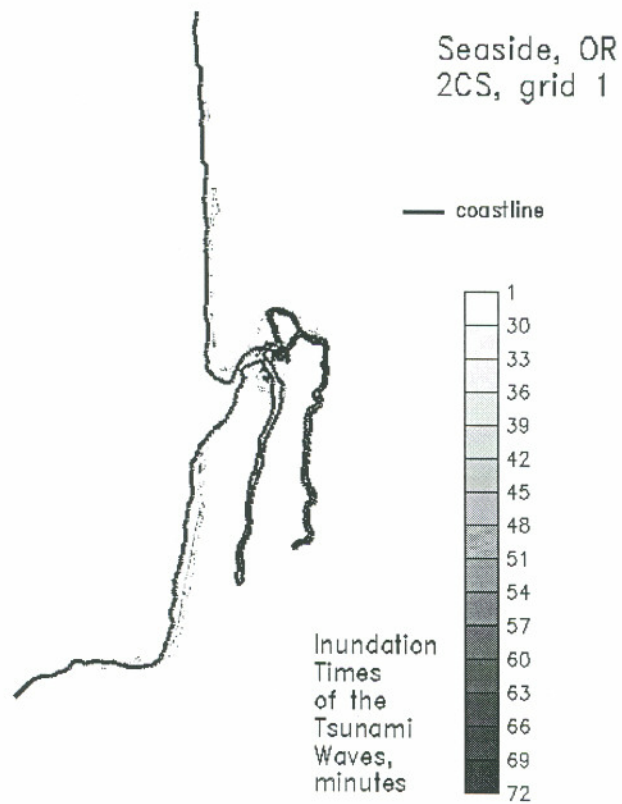 Seaside, OR
2CS, grid 1
coastline
1
30
33
36
39
42
45
48
51
54
57
60
63
66
69
72
Inundation
Times
of the
Tsunami
Waves,
minutes